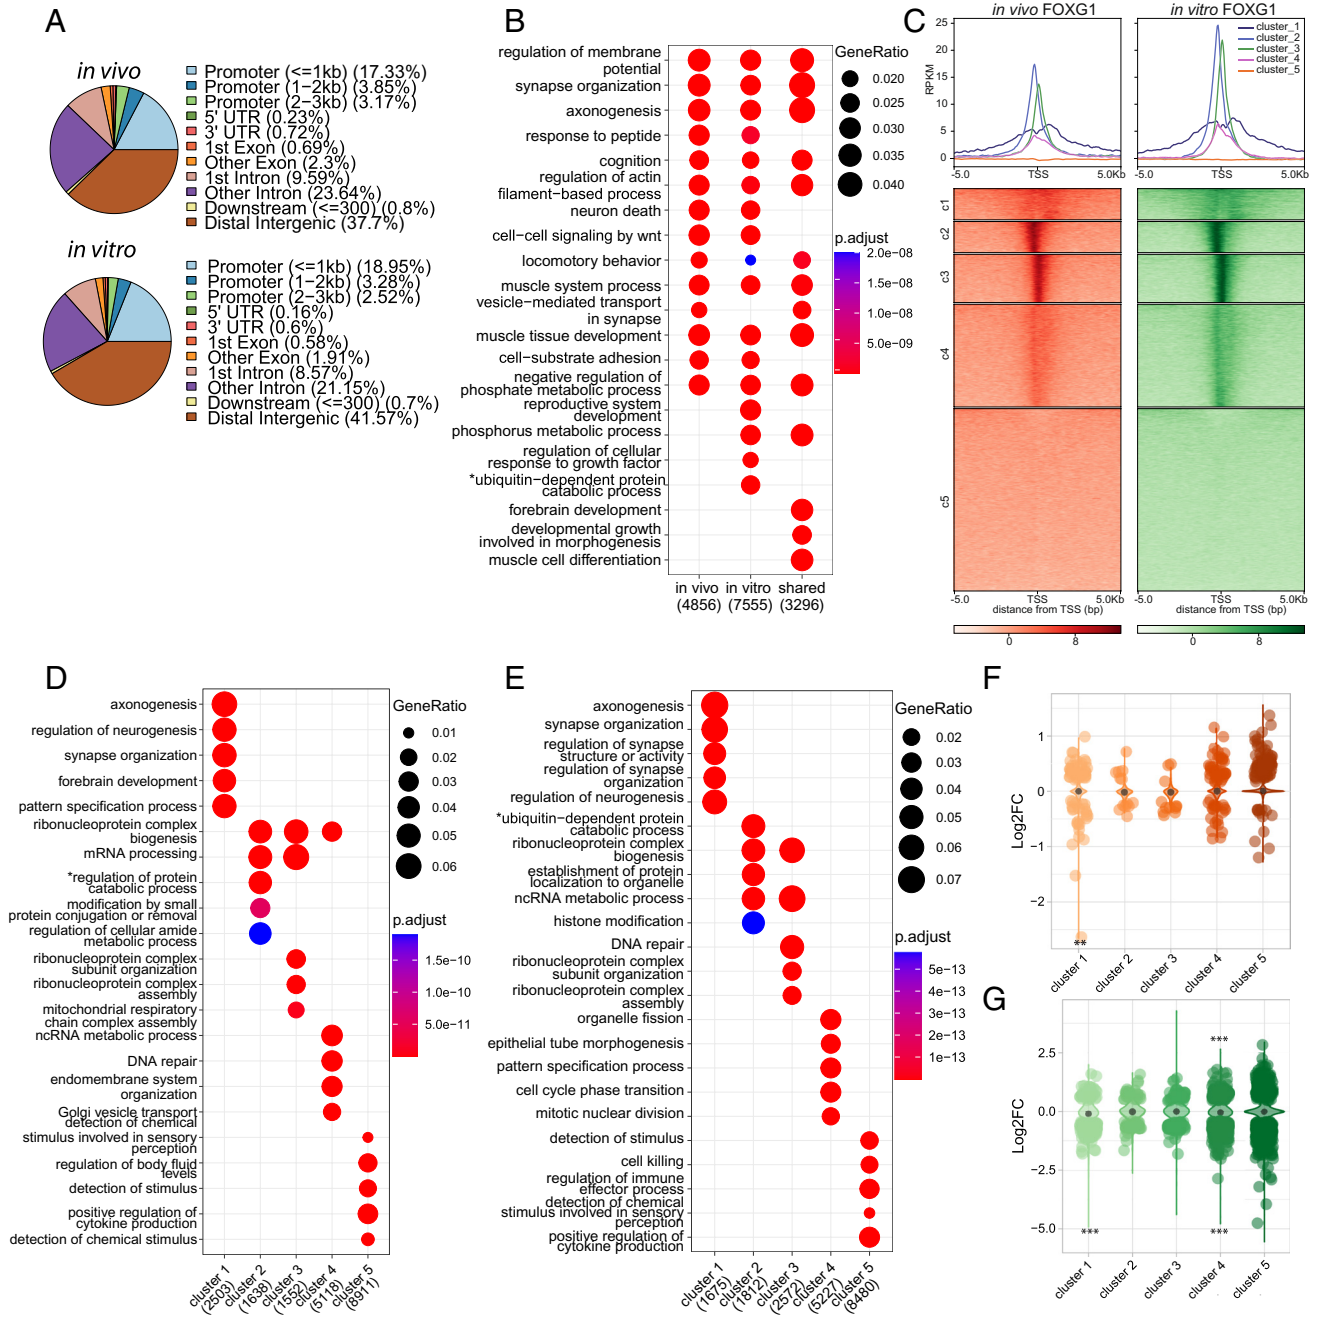 A
in vivo
Promoter (<=1kb) (17.33%)
Promoter (1−2kb) (3.85%)
Promoter (2−3kb) (3.17%)
5' UTR (0.23%)
3' UTR (0.72%)
1st Exon (0.69%)
Other Exon (2.3%)
1st Intron (9.59%)
Other Intron (23.64%)
Downstream (<=300) (0.8%)
Distal Intergenic (37.7%)
in vitro
Promoter (<=1kb) (18.95%)
Promoter (1−2kb) (3.28%)
Promoter (2−3kb) (2.52%)
5' UTR (0.16%)
3' UTR (0.6%)
1st Exon (0.58%)
Other Exon (1.91%)
1st Intron (8.57%)
Other Intron (21.15%)
Downstream (<=300) (0.7%)
Distal Intergenic (41.57%)
B
regulation of membrane
potential
synapse organization
axonogenesis
response to peptide
cognition
regulation of actin
filament−based process
neuron death
cell−cell signaling by wnt
locomotory behavior
muscle system process
vesicle−mediated transport
in synapse
muscle tissue development
cell−substrate adhesion
negative regulation of
phosphate metabolic process
reproductive system
development
phosphorus metabolic process
regulation of cellular
response to growth factor
*ubiquitin−dependent protein
catabolic process
forebrain development
developmental growth
involved in morphogenesis
muscle cell differentiation
in vivo in vitro shared
(4856) (7555) (3296)
GeneRatio
0.020
0.025
0.030
0.035
0.040
p.adjust
2.0e−08
1.5e−08
1.0e−08
5.0e−09
C
in vivo FOXG1
in vitro FOXG1
RPKM
25
20
15
10
5
0
cluster_1
cluster_2
cluster_3
cluster_4
cluster_5
-5.0 TSS 5.0Kb
-5.0 TSS 5.0Kb
c1
c2
c3
c4
c5
-5.0 TSS 5.0Kb
distance from TSS (bp)
-5.0 TSS 5.0Kb
distance from TSS (bp)
0 8
0 8
D
axonogenesis
regulation of neurogenesis
synapse organization
forebrain development
pattern specification process
ribonucleoprotein complex
biogenesis
mRNA processing
*regulation of protein
catabolic process
modification by small
protein conjugation or removal
regulation of cellular amide
metabolic process
ribonucleoprotein complex
subunit organization
ribonucleoprotein complex
assembly
mitochondrial respiratory
chain complex assembly
ncRNA metabolic process
DNA repair
endomembrane system
organization
Golgi vesicle transport
detection of chemical
stimulus involved in sensory
perception
regulation of body fluid
levels
detection of stimulus
positive regulation of
cytokine production
detection of chemical stimulus
cluster 1
(2503)
cluster 2
(1638)
cluster 3
(1552)
cluster 4
(5118)
cluster 5
(8911)
GeneRatio
0.01
0.02
0.03
0.04
0.05
0.06
p.adjust
1.5e−10
1.0e−10
5.0e−11
E
axonogenesis
synapse organization
regulation of synapse
structure or activity
regulation of synapse
organization
regulation of neurogenesis
*ubiquitin−dependent protein
catabolic process
ribonucleoprotein complex
biogenesis
establishment of protein
localization to organelle
ncRNA metabolic process
histone modification
DNA repair
ribonucleoprotein complex
subunit organization
ribonucleoprotein complex
assembly
organelle fission
epithelial tube morphogenesis
pattern specification process
cell cycle phase transition
mitotic nuclear division
detection of stimulus
cell killing
regulation of immune
effector process
detection of chemical
stimulus involved in sensory
perception
positive regulation of
cytokine production
cluster 1
(1675)
cluster 2
(1812)
cluster 3
(2572)
cluster 4
(5227)
cluster 5
(8480)
GeneRatio
0.02
0.03
0.04
0.05
0.06
0.07
p.adjust
5e−13
4e−13
3e−13
2e−13
1e−13
F
Log2FC
1
0
−1
−2
**
cluster 1
cluster 2
cluster 3
cluster 4
cluster 5
G
Log2FC
2.5
0.0
−2.5
−5.0
***
***
***
cluster 1
cluster 2
cluster 3
cluster 4
cluster 5